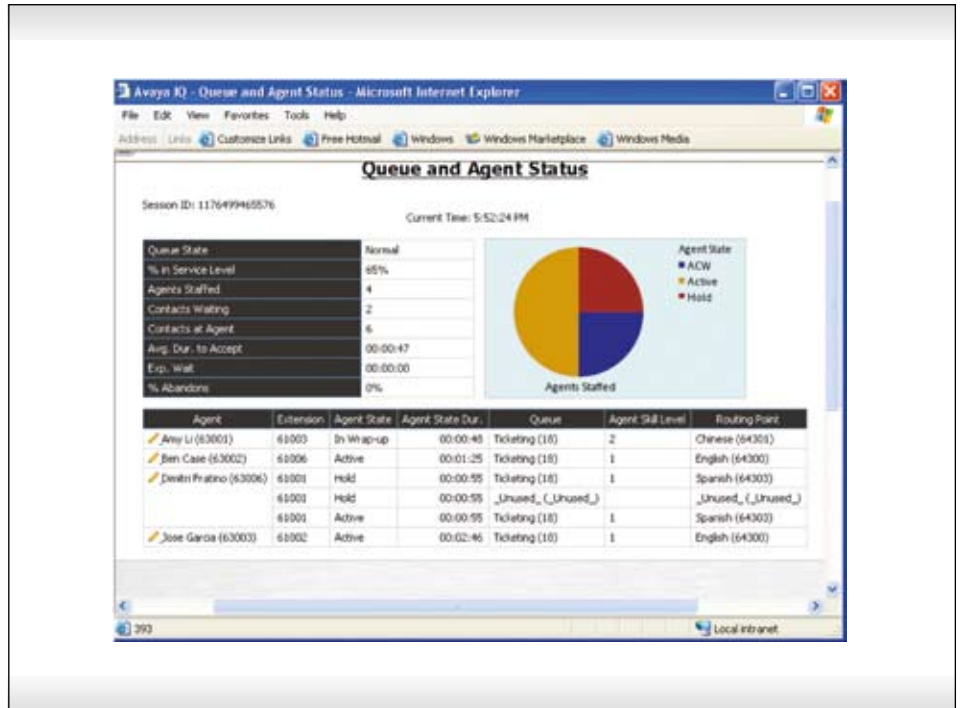 Avaya IQ - Queue and Agent Status - Microsoft Internet Explorer
File Edit View Favorites Tools Help
Address Links Customize Links Free Hotmail Windows Windows Marketplace Windows Media
Queue and Agent Status
Session ID: 1176499465576
Current Time: 5:52:24 PM
Queue State Normal
% in Service Level 65%
Agents Staffed 4
Contacts Waiting 2
Contacts at Agent 6
Avg. Dur. to Accept 00:00:47
Exp. Wait 00:00:00
% Abandons 0%
Agent State
ACW
Active
Hold
Agents Staffed
Agent Extension Agent State Agent State Dur. Queue Agent Skill Level Routing Point
Amy Li (63001) 61003 In Wrap-up 00:00:48 Ticketing (18) 2 Chinese (64301)
Ben Case (63002) 61006 Active 00:01:25 Ticketing (18) 1 English (64300)
Dmitri Pratino (63006) 61001 Hold 00:00:55 Ticketing (18) 1 Spanish (64303)
61001 Hold 00:00:55 _Unused_ (_Unused_) _Unused_ (_Unused_)
61001 Active 00:00:55 Ticketing (18) 1 Spanish (64303)
Jose Garcia (63003) 61002 Active 00:02:46 Ticketing (18) 1 English (64300)
393 Local intranet